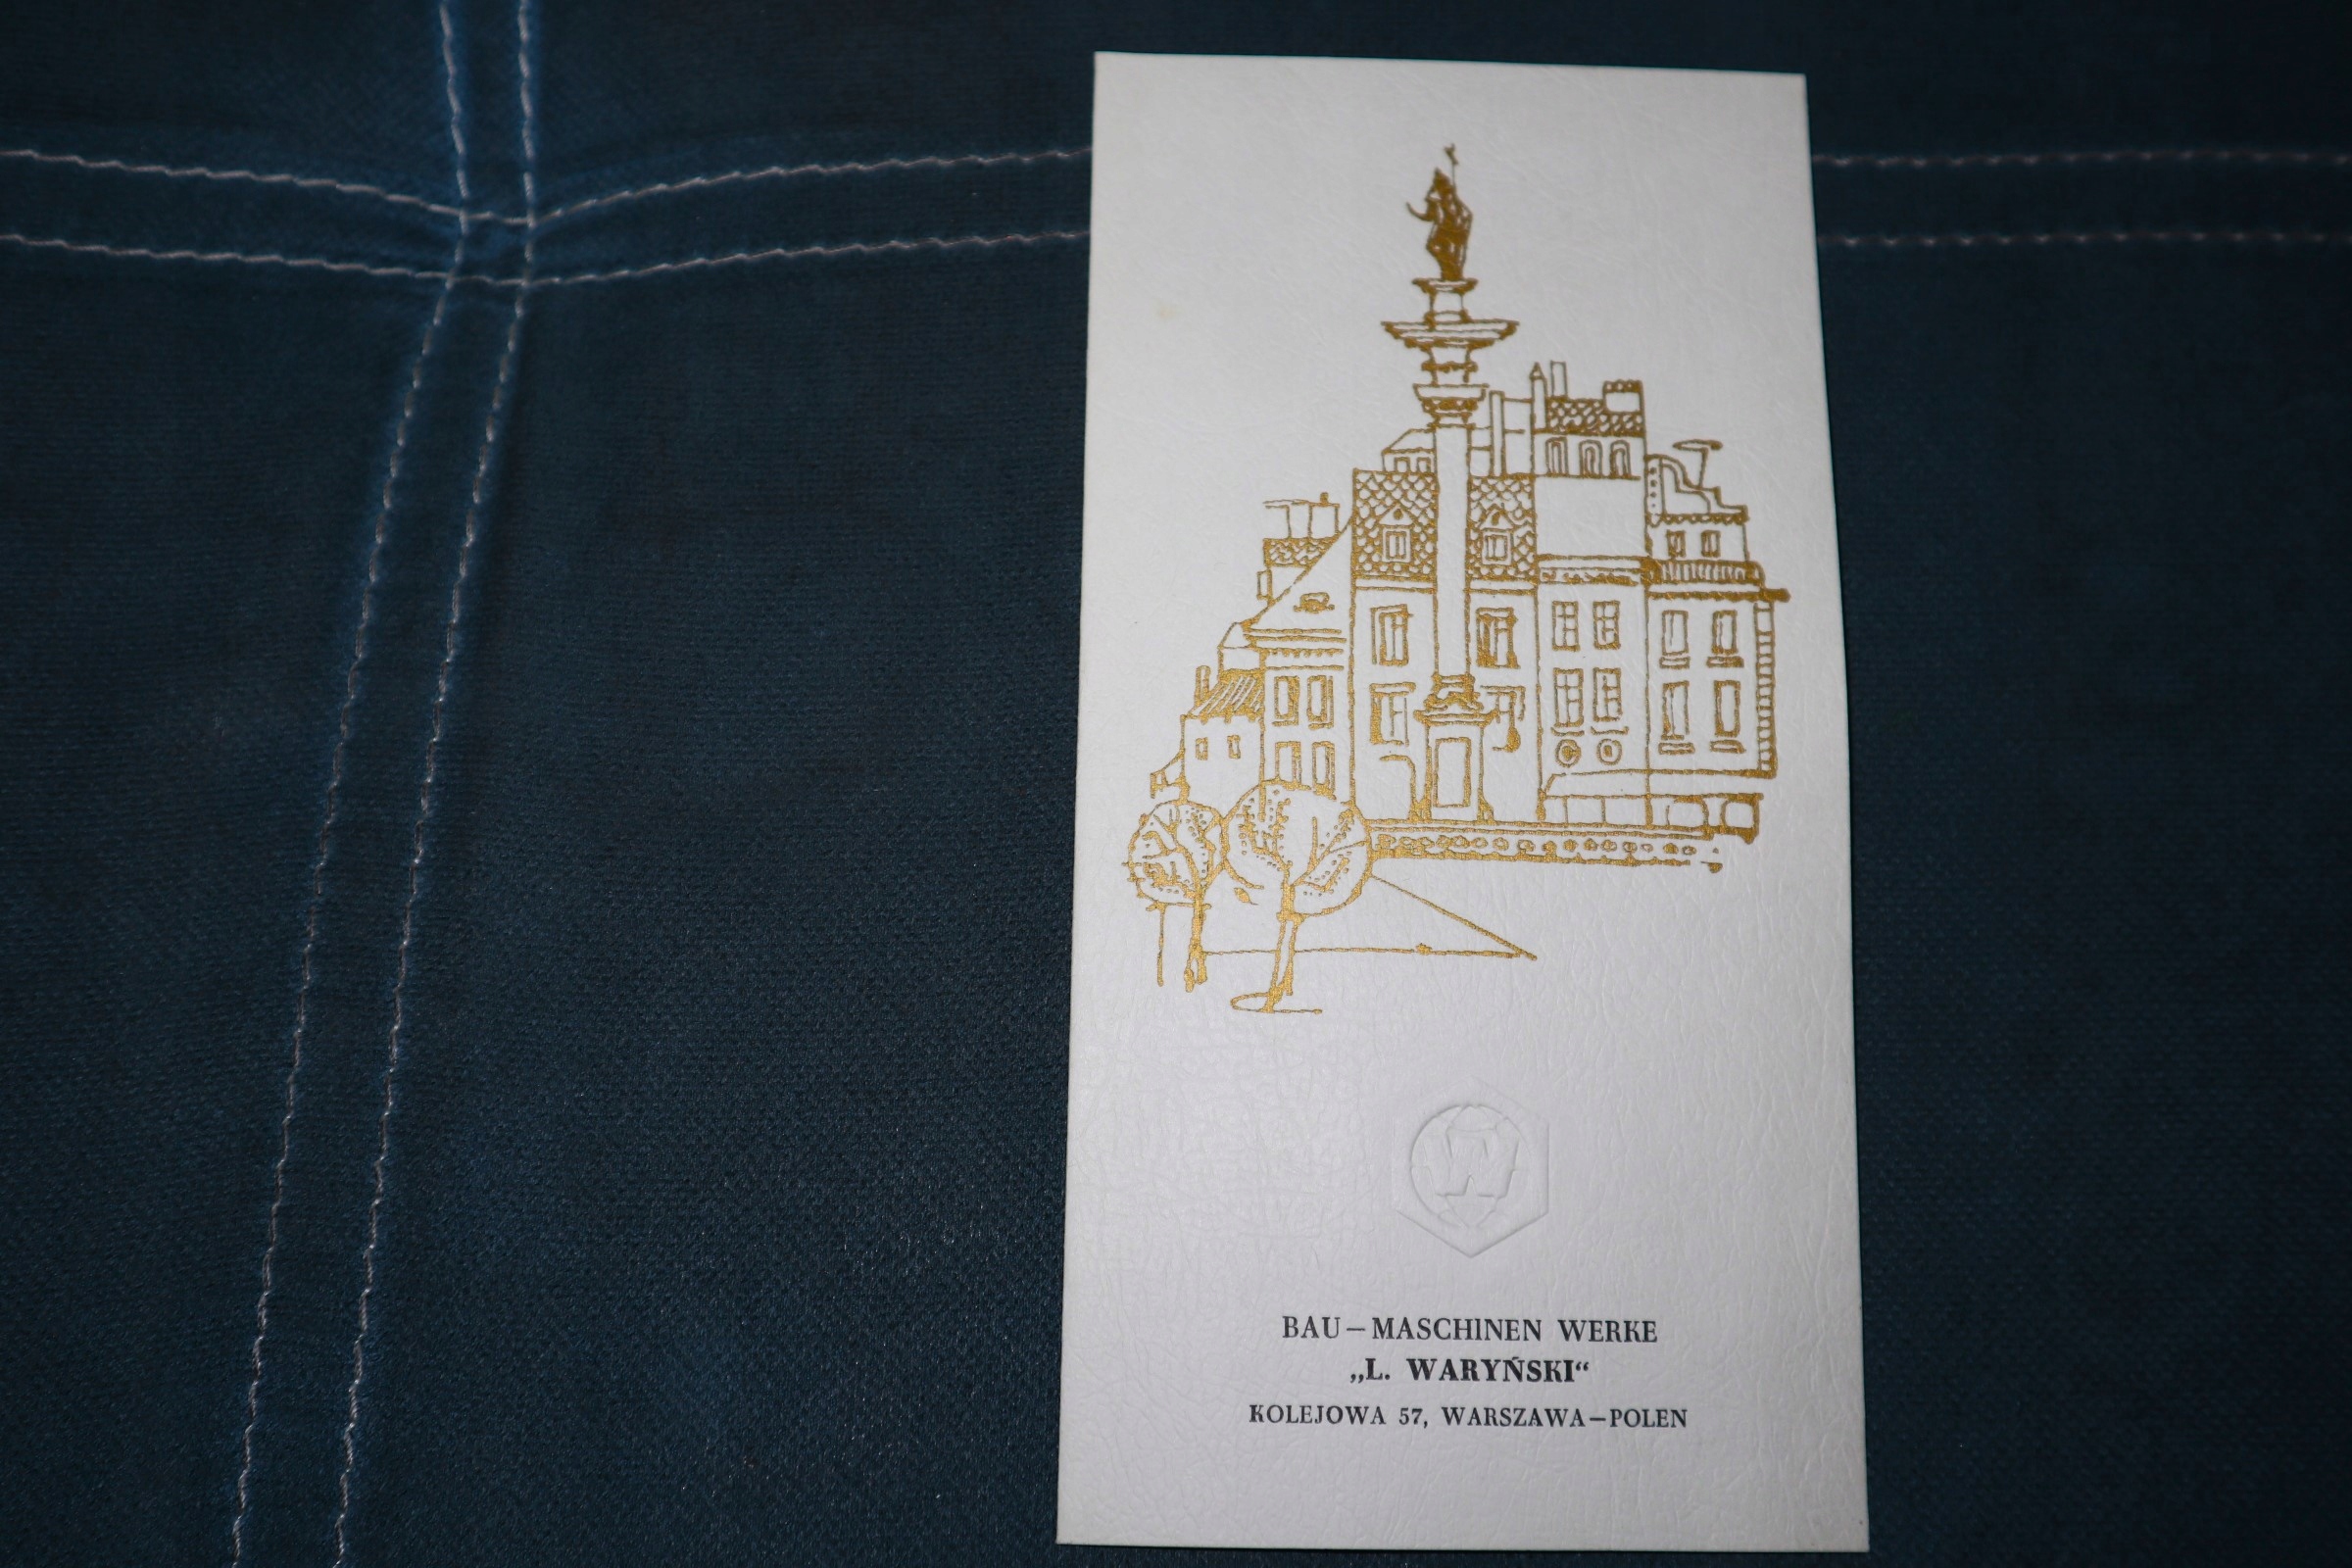 W
BAU – MASCHINEN WERKE
„L. WARYŃSKI“
KOLEJOWA 57, WARSZAWA – POLEN